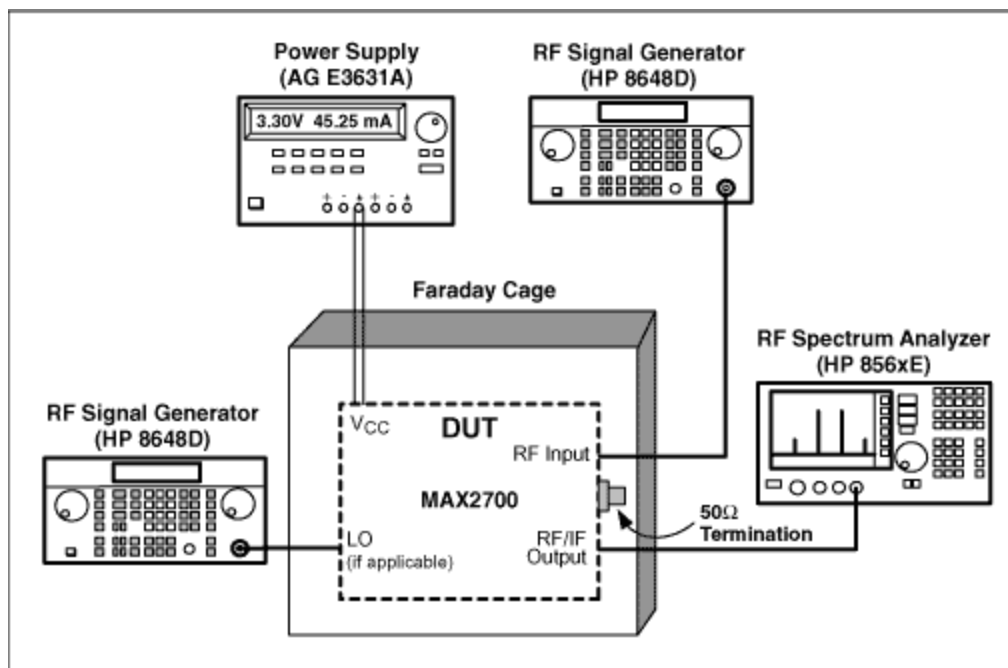 Power Supply
(AG E3631A)
RF Signal Generator
(HP 8648D)
3.30V 45.25 mA
+ - + -
Faraday Cage
RF Spectrum Analyzer
(HP 856xE)
RF Signal Generator
(HP 8648D)
VCC
DUT
RF Input
MAX2700
50Ω
Termination
LO
(if applicable)
RF/IF
Output